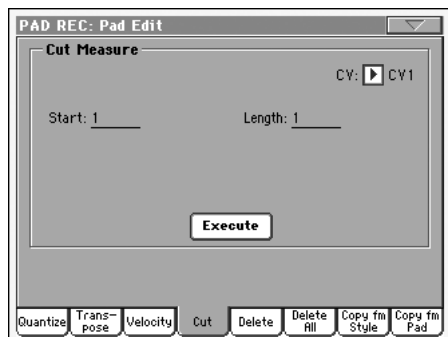 PAD REC: Pad Edit
Cut Measure
CV: CV1
Start: 1 Length: 1
Execute
Quantize Trans-pose Velocity Cut Delete Delete All Copy fm Style Copy fm Pad